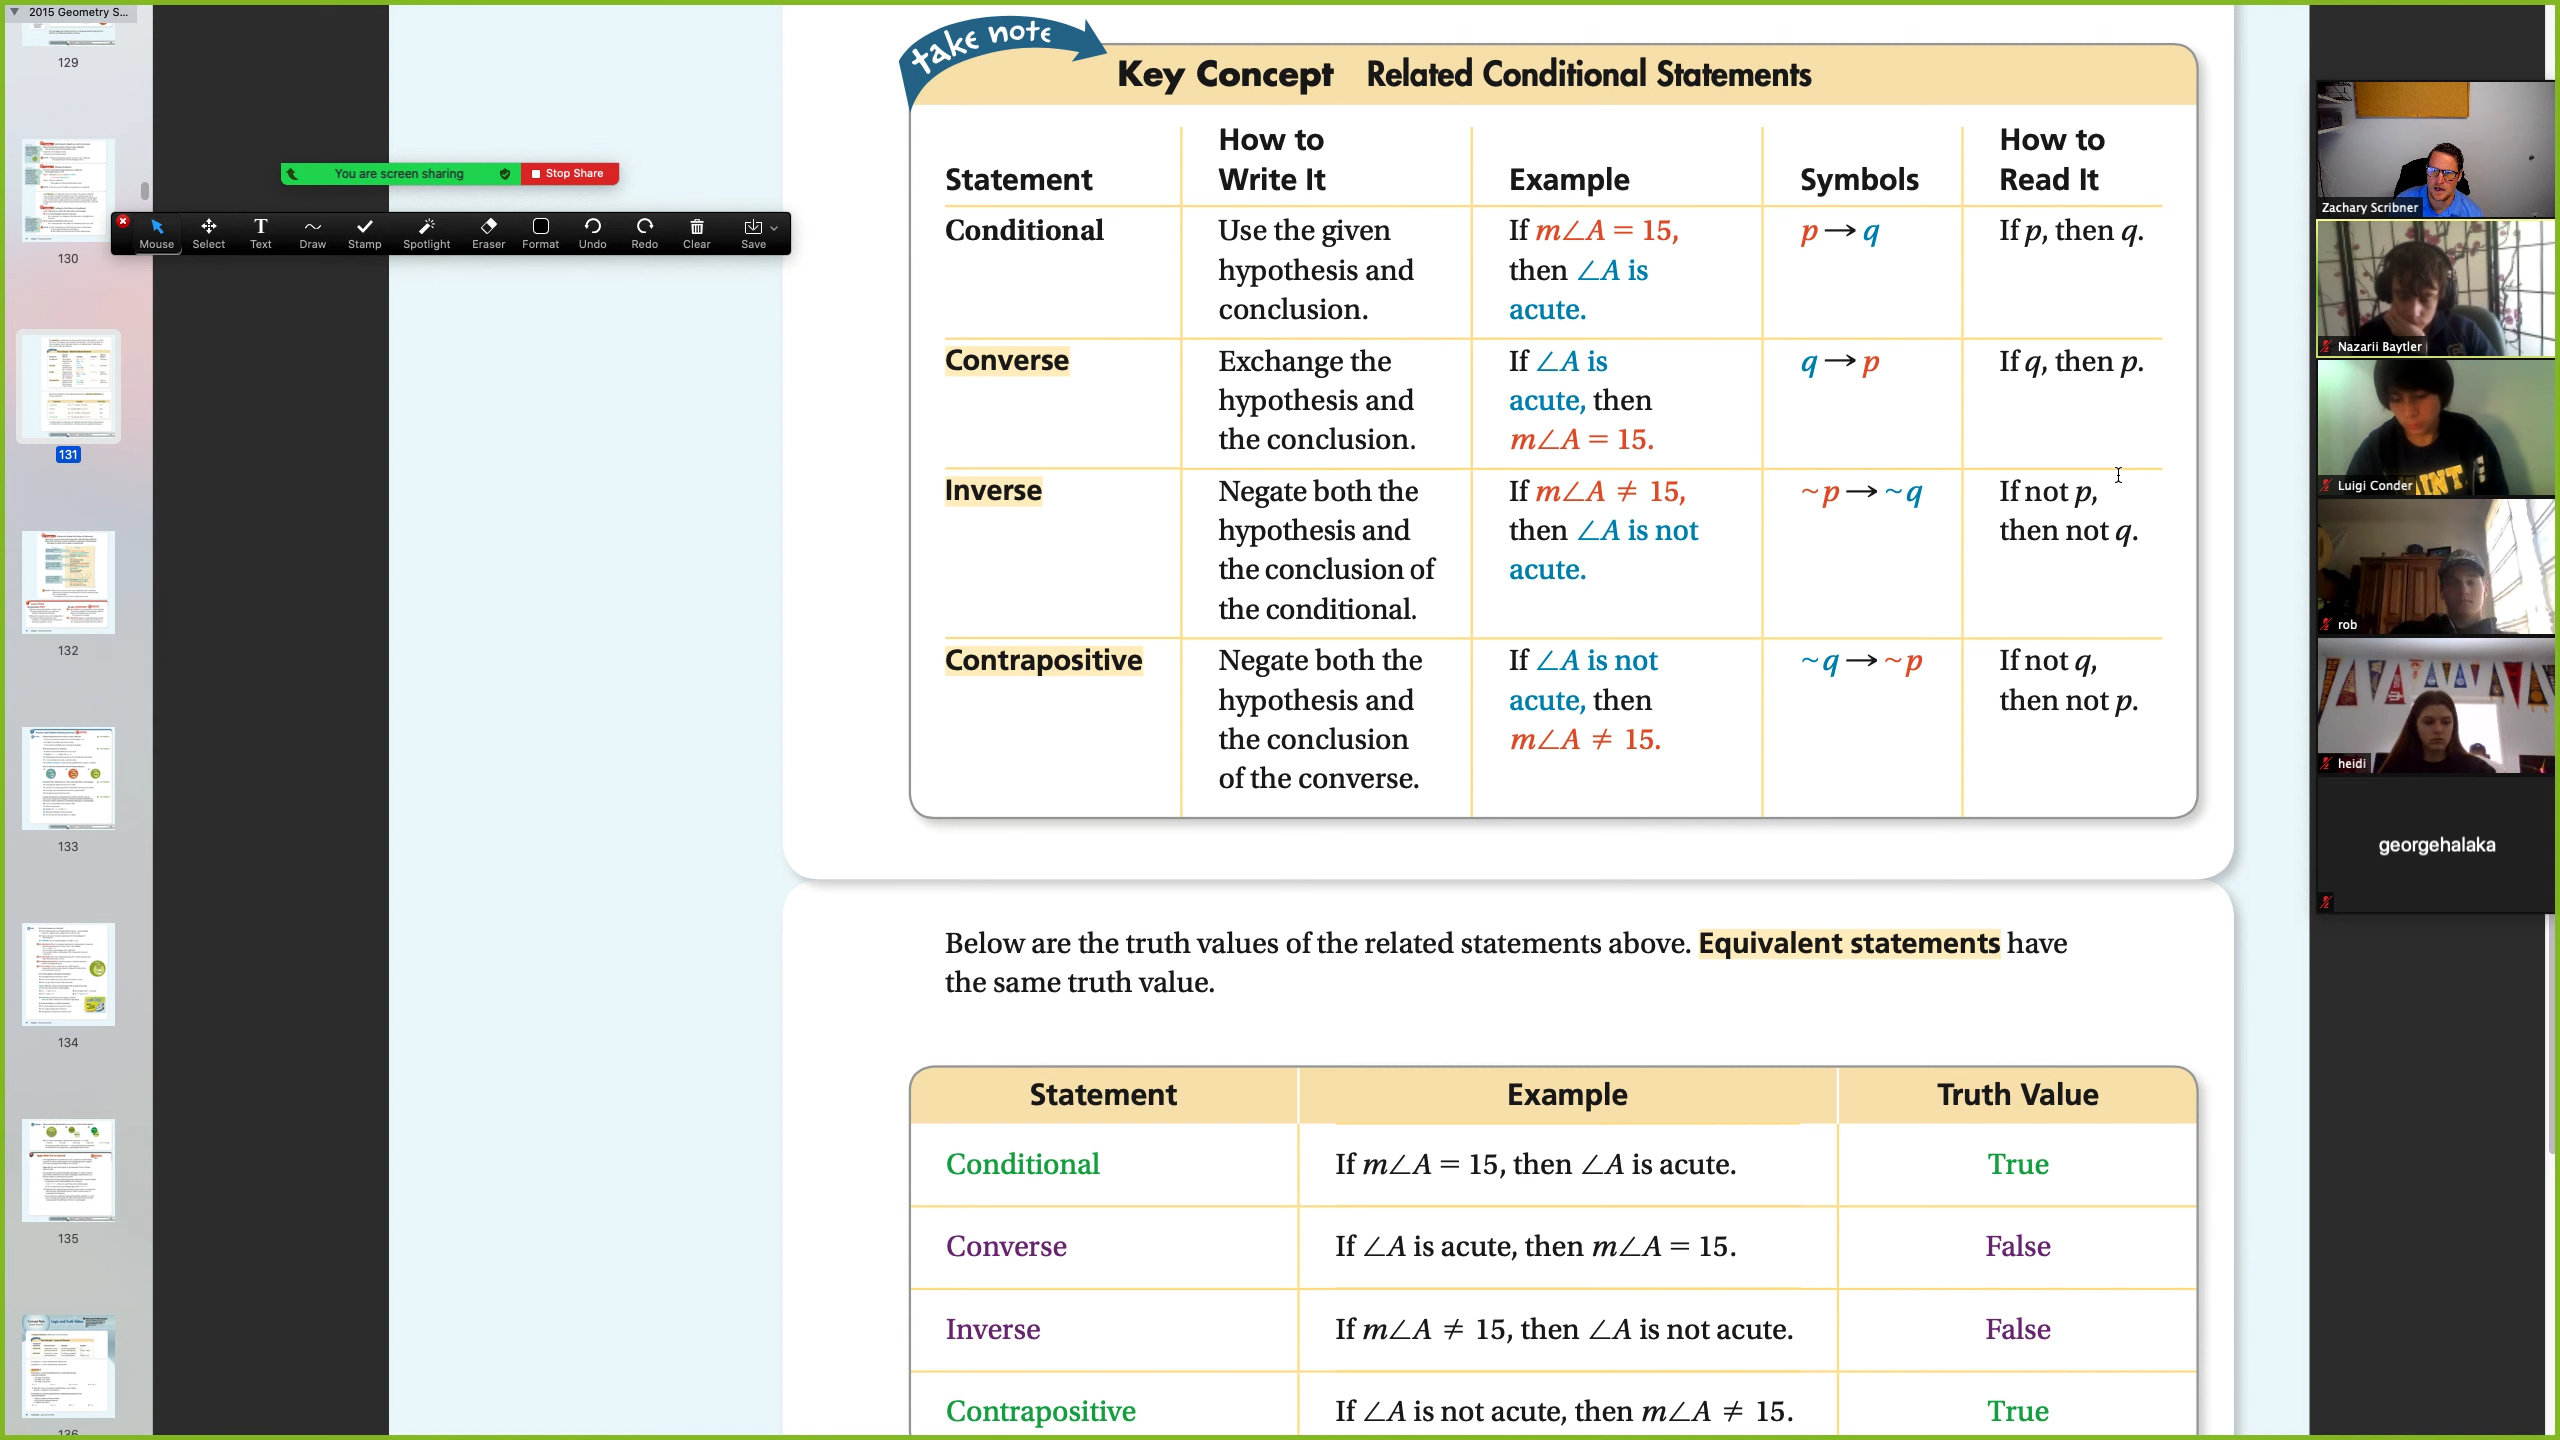 2015 Geometry S...
129
130
131
132
133
134
135
136
You are screen sharing
Stop Share
Mouse
Select
Text
Draw
Stamp
Spotlight
Eraser
Format
Undo
Redo
Clear
Save
take note
Key Concept Related Conditional Statements
Statement
How to
Write It
Example
Symbols
How to
Read It
Conditional
Use the given
hypothesis and
conclusion.
If m∠A = 15,
then ∠A is
acute.
p → q
If p, then q.
Converse
Exchange the
hypothesis and
the conclusion.
If ∠A is
acute, then
m∠A = 15.
q → p
If q, then p.
Inverse
Negate both the
hypothesis and
the conclusion of
the conditional.
If m∠A ≠ 15,
then ∠A is not
acute.
~p → ~q
If not p,
then not q.
Contrapositive
Negate both the
hypothesis and
the conclusion
of the converse.
If ∠A is not
acute, then
m∠A ≠ 15.
~q → ~p
If not q,
then not p.
Below are the truth values of the related statements above. Equivalent statements have
the same truth value.
Statement Example Truth Value
Conditional If m∠A = 15, then ∠A is acute. True
Converse If ∠A is acute, then m∠A = 15. False
Inverse If m∠A ≠ 15, then ∠A is not acute. False
Contrapositive If ∠A is not acute, then m∠A ≠ 15. True
Zachary Scribner
Nazarii Baytler
Luigi Conder
rob
heidi
georgehalaka